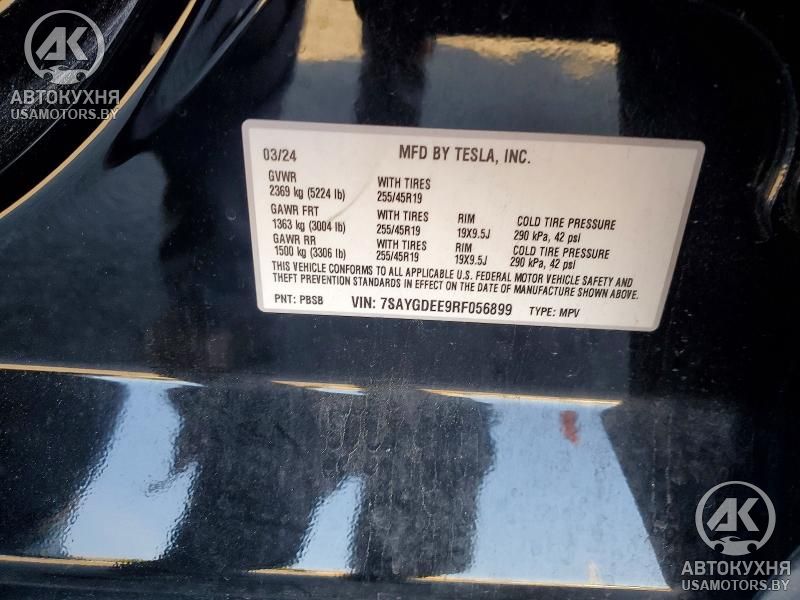 АК
АВТОКУХНЯ
USAMOTORS.BY
03/24 MFD BY TESLA, INC.
GVWR WITH TIRES
2369 kg (5224 lb) 255/45R19
GAWR FRT WITH TIRES RIM COLD TIRE PRESSURE
1363 kg (3004 lb) 255/45R19 19X9.5J 290 kPa, 42 psi
GAWR RR WITH TIRES RIM COLD TIRE PRESSURE
1500 kg (3306 lb) 255/45R19 19X9.5J 290 kPa, 42 psi
THIS VEHICLE CONFORMS TO ALL APPLICABLE U.S. FEDERAL MOTOR VEHICLE SAFETY AND
THEFT PREVENTION STANDARDS IN EFFECT ON THE DATE OF MANUFACTURE SHOWN ABOVE.
PNT: PBSB VIN: 7SAYGDEE9RF056899 TYPE: MPV
АК
АВТОКУХНЯ
USAMOTORS.BY